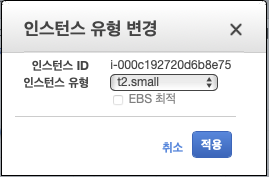 인스턴스 유형 변경
인스턴스 ID i-000c192720d6b8e75
인스턴스 유형 t2.small
EBS 최적
취소 적용